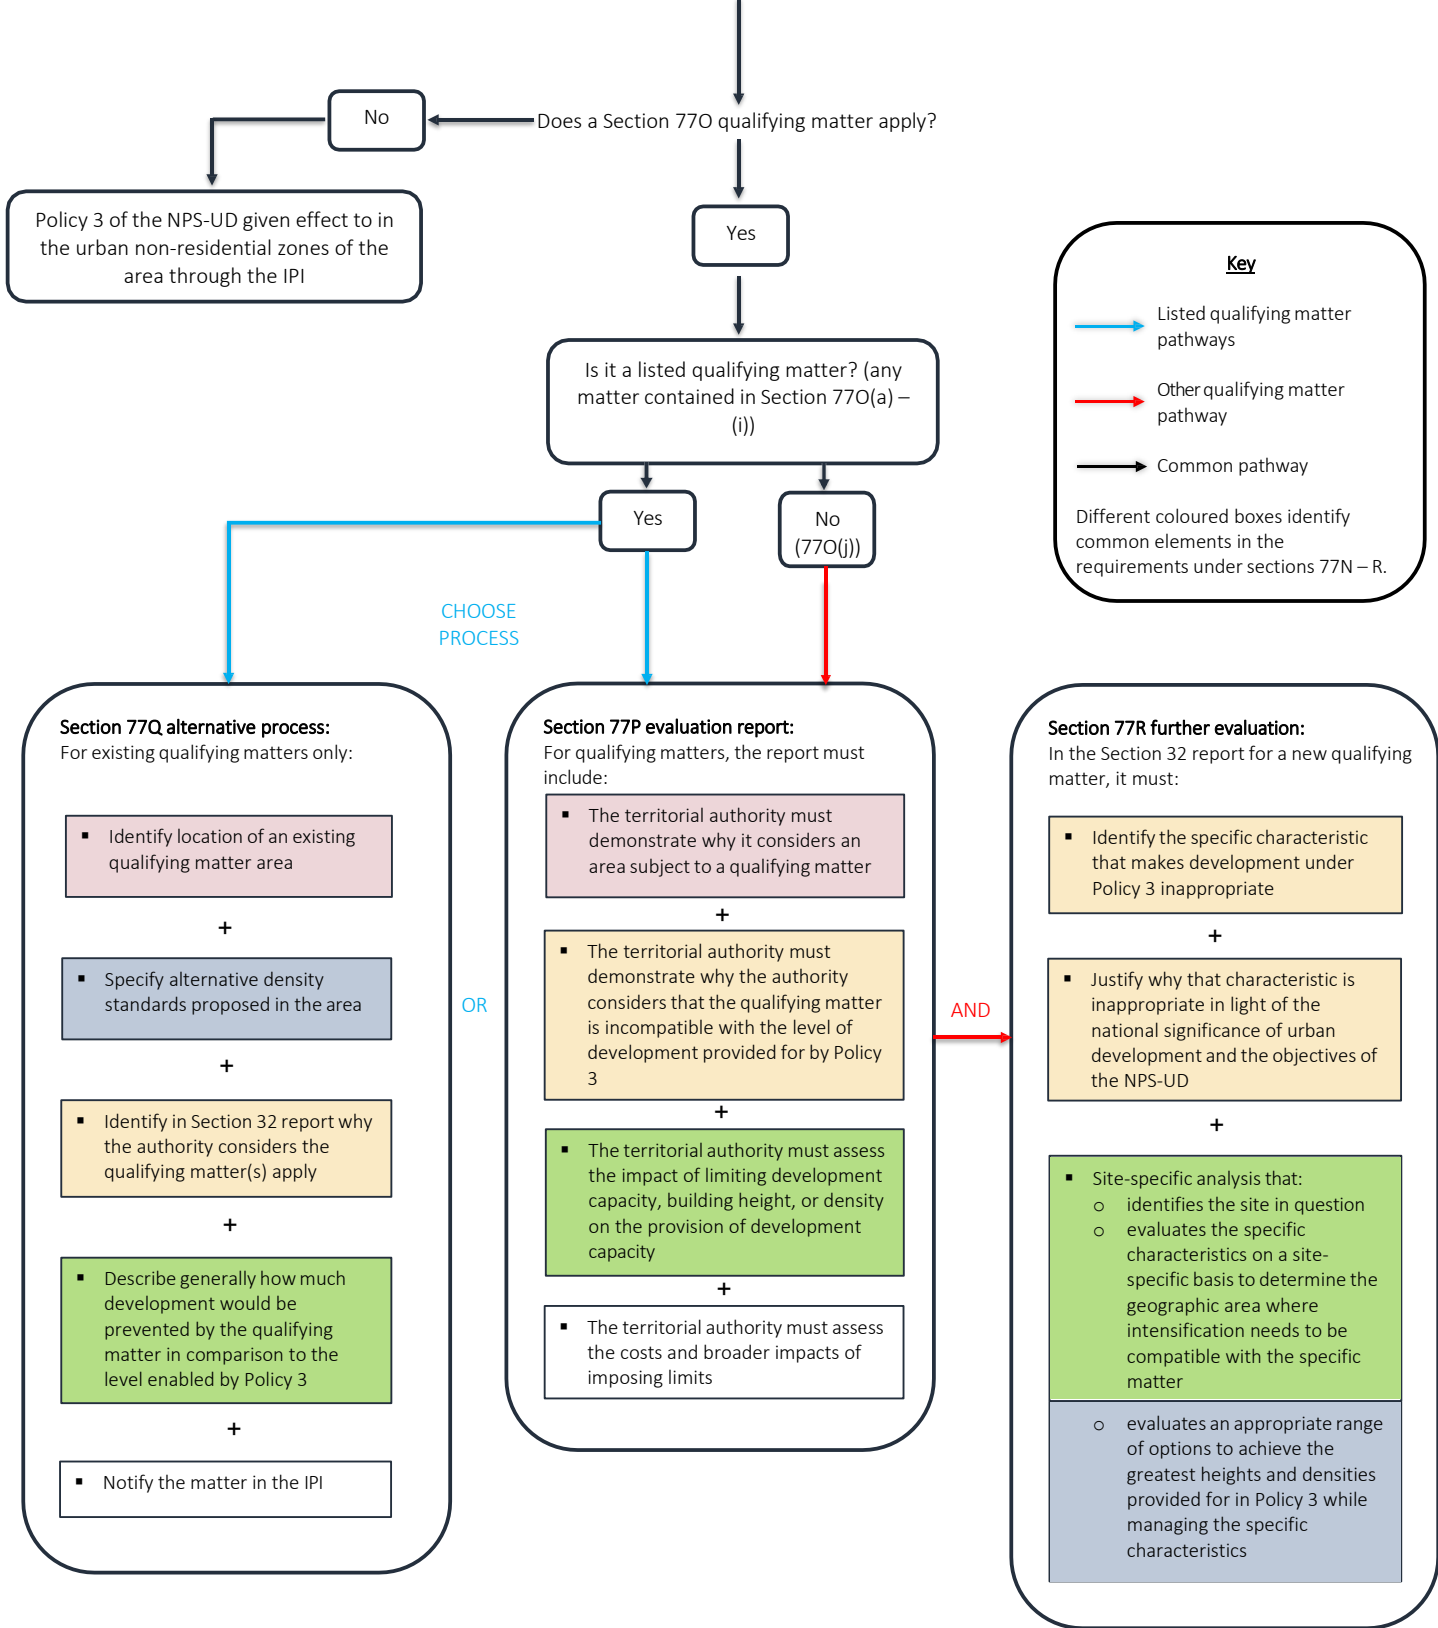 Does a Section 77O qualifying matter apply?
No
Policy 3 of the NPS-UD given effect to in
the urban non-residential zones of the
area through the IPI
Yes
Is it a listed qualifying matter? (any
matter contained in Section 77O(a) –
(i))
Yes
No
(77O(j))
Key
Listed qualifying matter
pathways
Other qualifying matter
pathway
Common pathway
Different coloured boxes identify
common elements in the
requirements under sections 77N – R.
CHOOSE
PROCESS
Section 77Q alternative process:
For existing qualifying matters only:
▪ Identify location of an existing
qualifying matter area
+
▪ Specify alternative density
standards proposed in the area
+
▪ Identify in Section 32 report why
the authority considers the
qualifying matter(s) apply
+
▪ Describe generally how much
development would be
prevented by the qualifying
matter in comparison to the
level enabled by Policy 3
+
▪ Notify the matter in the IPI
OR
Section 77P evaluation report:
For qualifying matters, the report must
include:
▪ The territorial authority must
demonstrate why it considers an
area subject to a qualifying matter
+
▪ The territorial authority must
demonstrate why the authority
considers that the qualifying matter
is incompatible with the level of
development provided for by Policy
3
+
▪ The territorial authority must assess
the impact of limiting development
capacity, building height, or density
on the provision of development
capacity
+
▪ The territorial authority must assess
the costs and broader impacts of
imposing limits
AND
Section 77R further evaluation:
In the Section 32 report for a new qualifying
matter, it must:
▪ Identify the specific characteristic
that makes development under
Policy 3 inappropriate
+
▪ Justify why that characteristic is
inappropriate in light of the
national significance of urban
development and the objectives of
the NPS-UD
+
▪ Site-specific analysis that:
o identifies the site in question
o evaluates the specific
characteristics on a site-
specific basis to determine the
geographic area where
intensification needs to be
compatible with the specific
matter
o evaluates an appropriate range
of options to achieve the
greatest heights and densities
provided for in Policy 3 while
managing the specific
characteristics